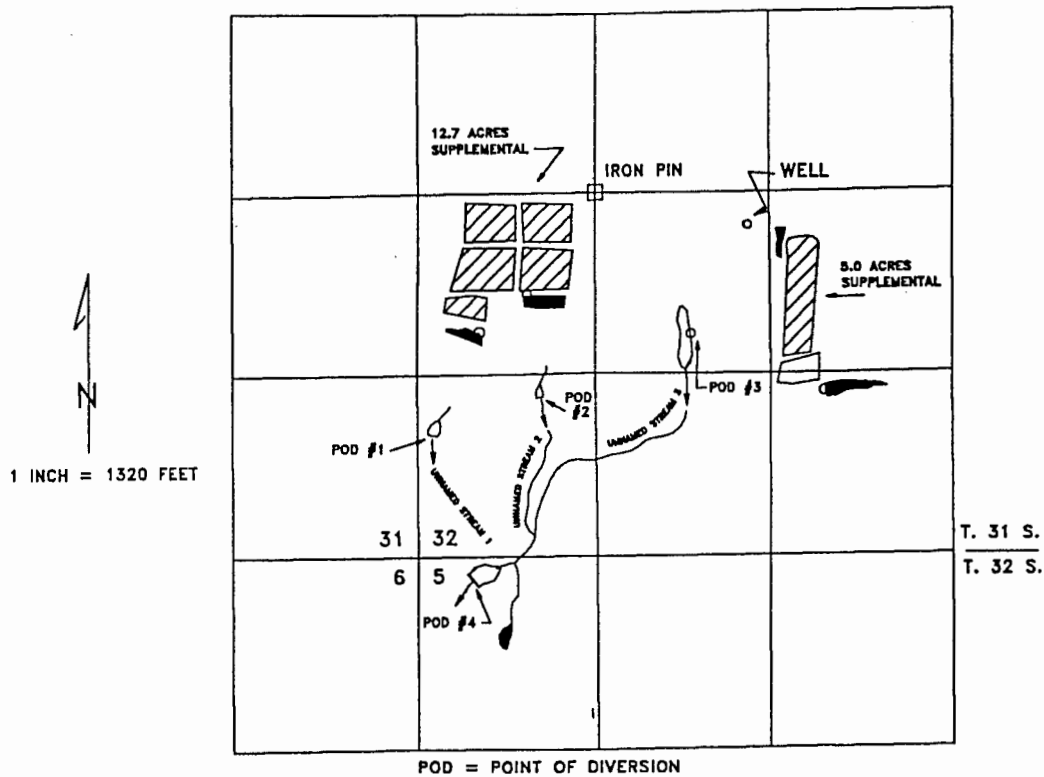 12.7 ACRES
SUPPLEMENTAL
IRON PIN
WELL
5.0 ACRES
SUPPLEMENTAL
N
1 INCH = 1320 FEET
POD #1
POD
#2
POD #3
UNNAMED STREAM 1
UNNAMED STREAM 2
UNNAMED STREAM 3
31 32
6 5
T. 31 S.
T. 32 S.
POD #4
POD = POINT OF DIVERSION